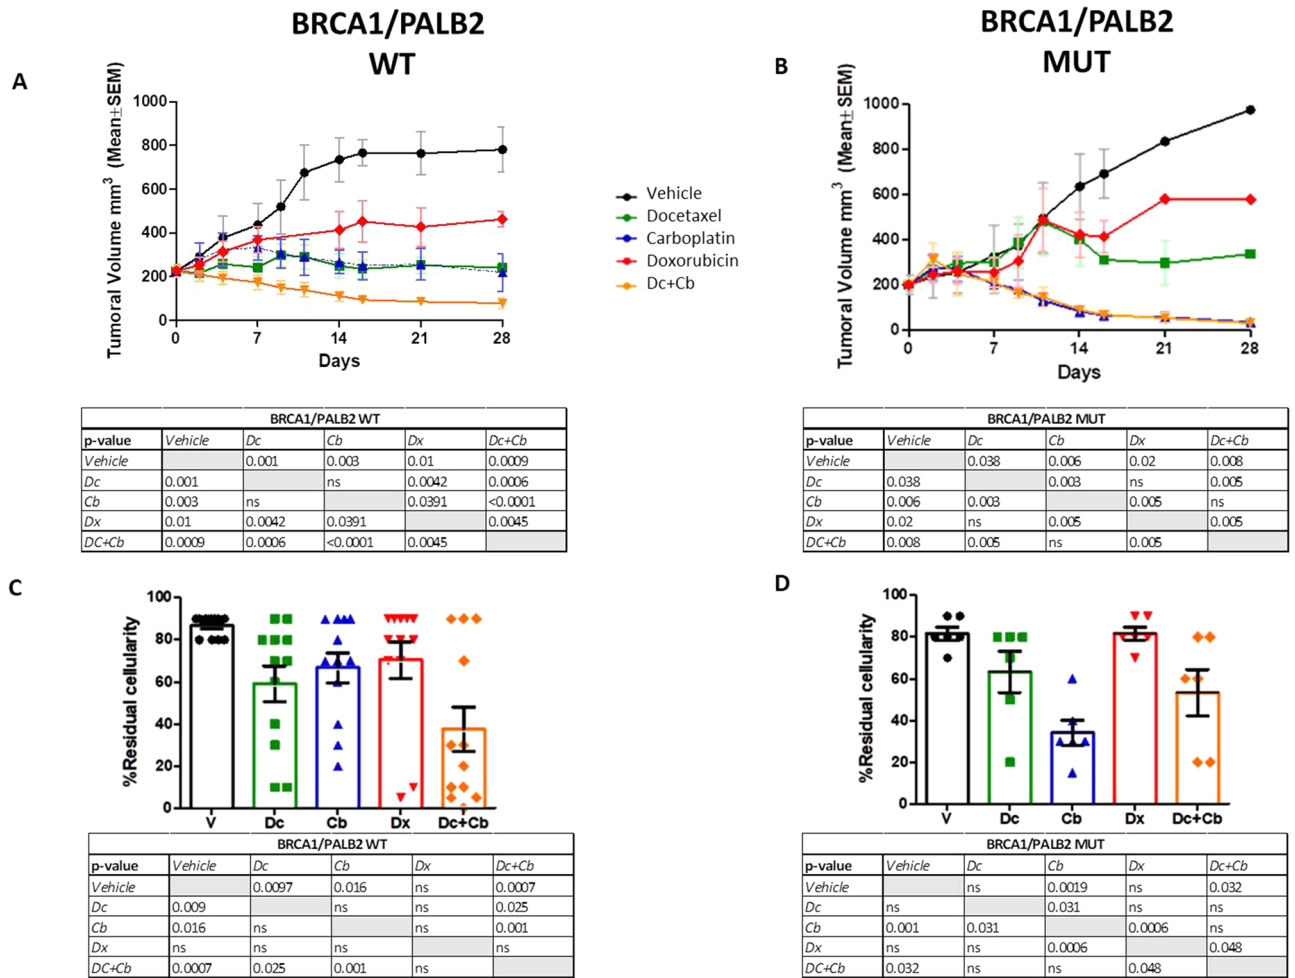 BRCA1/PALB2
WT
BRCA1/PALB2
MUT
A
Tumoral Volume mm3 (Mean±SEM)
1000
800
600
400
200
0
0 7 14 21 28
Days
Vehicle
Docetaxel
Carboplatin
Doxorubicin
Dc+Cb
B
Tumoral Volume mm3 (Mean±SEM)
1000
800
600
400
200
0
0 7 14 21 28
Days
BRCA1/PALB2 WT
p-value Vehicle Dc Cb Dx Dc+Cb
Vehicle 0.001 0.003 0.01 0.0009
Dc 0.001 ns 0.0042 0.0006
Cb 0.003 ns 0.0391 <0.0001
Dx 0.01 0.0042 0.0391 0.0045
DC+Cb 0.0009 0.0006 <0.0001 0.0045
BRCA1/PALB2 MUT
p-value Vehicle Dc Cb Dx Dc+Cb
Vehicle 0.038 0.006 0.02 0.008
Dc 0.038 0.003 ns 0.005
Cb 0.006 0.003 0.005 ns
Dx 0.02 ns 0.005 0.005
DC+Cb 0.008 0.005 ns 0.005
C
%Residual cellularity
100
80
60
40
20
0
V Dc Cb Dx Dc+Cb
D
%Residual cellularity
100
80
60
40
20
0
V Dc Cb Dx Dc+Cb
BRCA1/PALB2 WT
p-value Vehicle Dc Cb Dx Dc+Cb
Vehicle 0.0097 0.016 ns 0.0007
Dc 0.009 ns ns 0.025
Cb 0.016 ns ns 0.001
Dx ns ns ns ns
DC+Cb 0.0007 0.025 0.001 ns
BRCA1/PALB2 MUT
p-value Vehicle Dc Cb Dx Dc+Cb
Vehicle ns 0.0019 ns 0.032
Dc ns 0.031 ns ns
Cb 0.001 0.031 0.0006 ns
Dx ns ns 0.0006 0.048
DC+Cb 0.032 ns ns 0.048